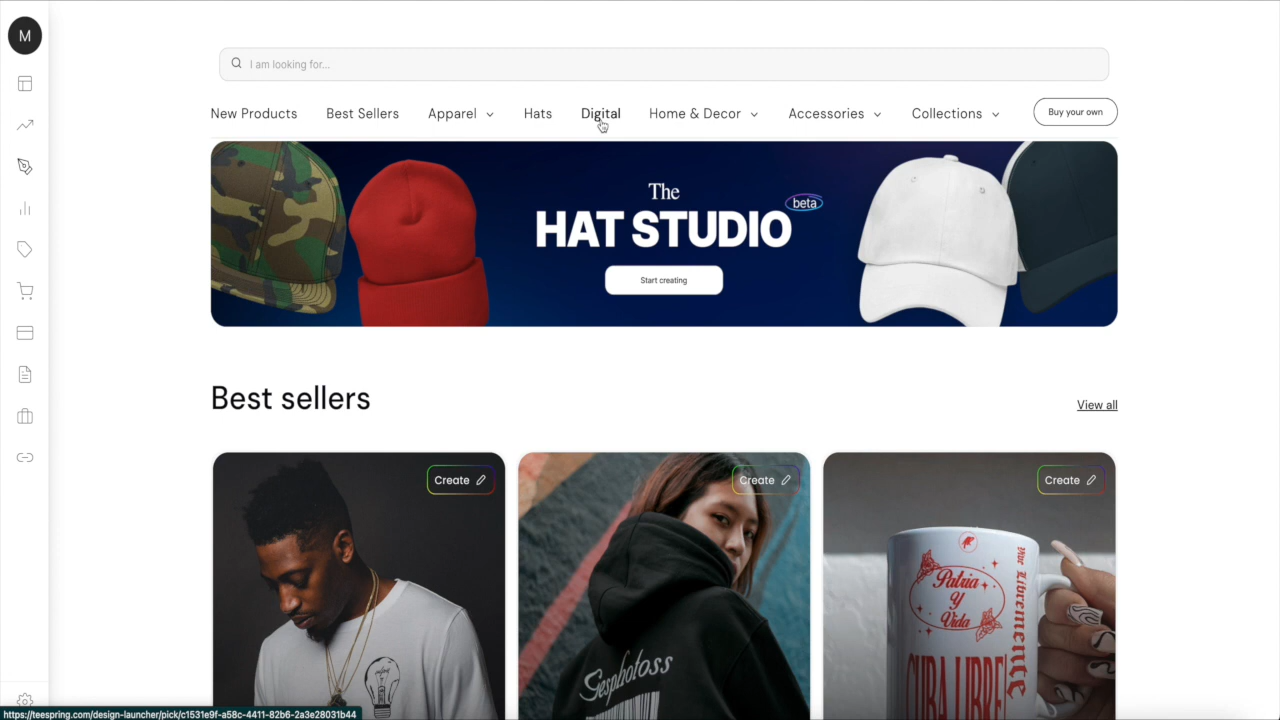 M
I am looking for...
New Products Best Sellers Apparel Hats Digital Home & Decor Accessories Collections Buy your own
The
HAT STUDIO
beta
Start creating
Best sellers
View all
Create
Create
Create
Patria
Y
Vida
Viur Libremente
CUBA LIBRE
https://teespring.com/design-launcher/pick/c1531e9f-a58c-4411-82b6-2a3e28031b44